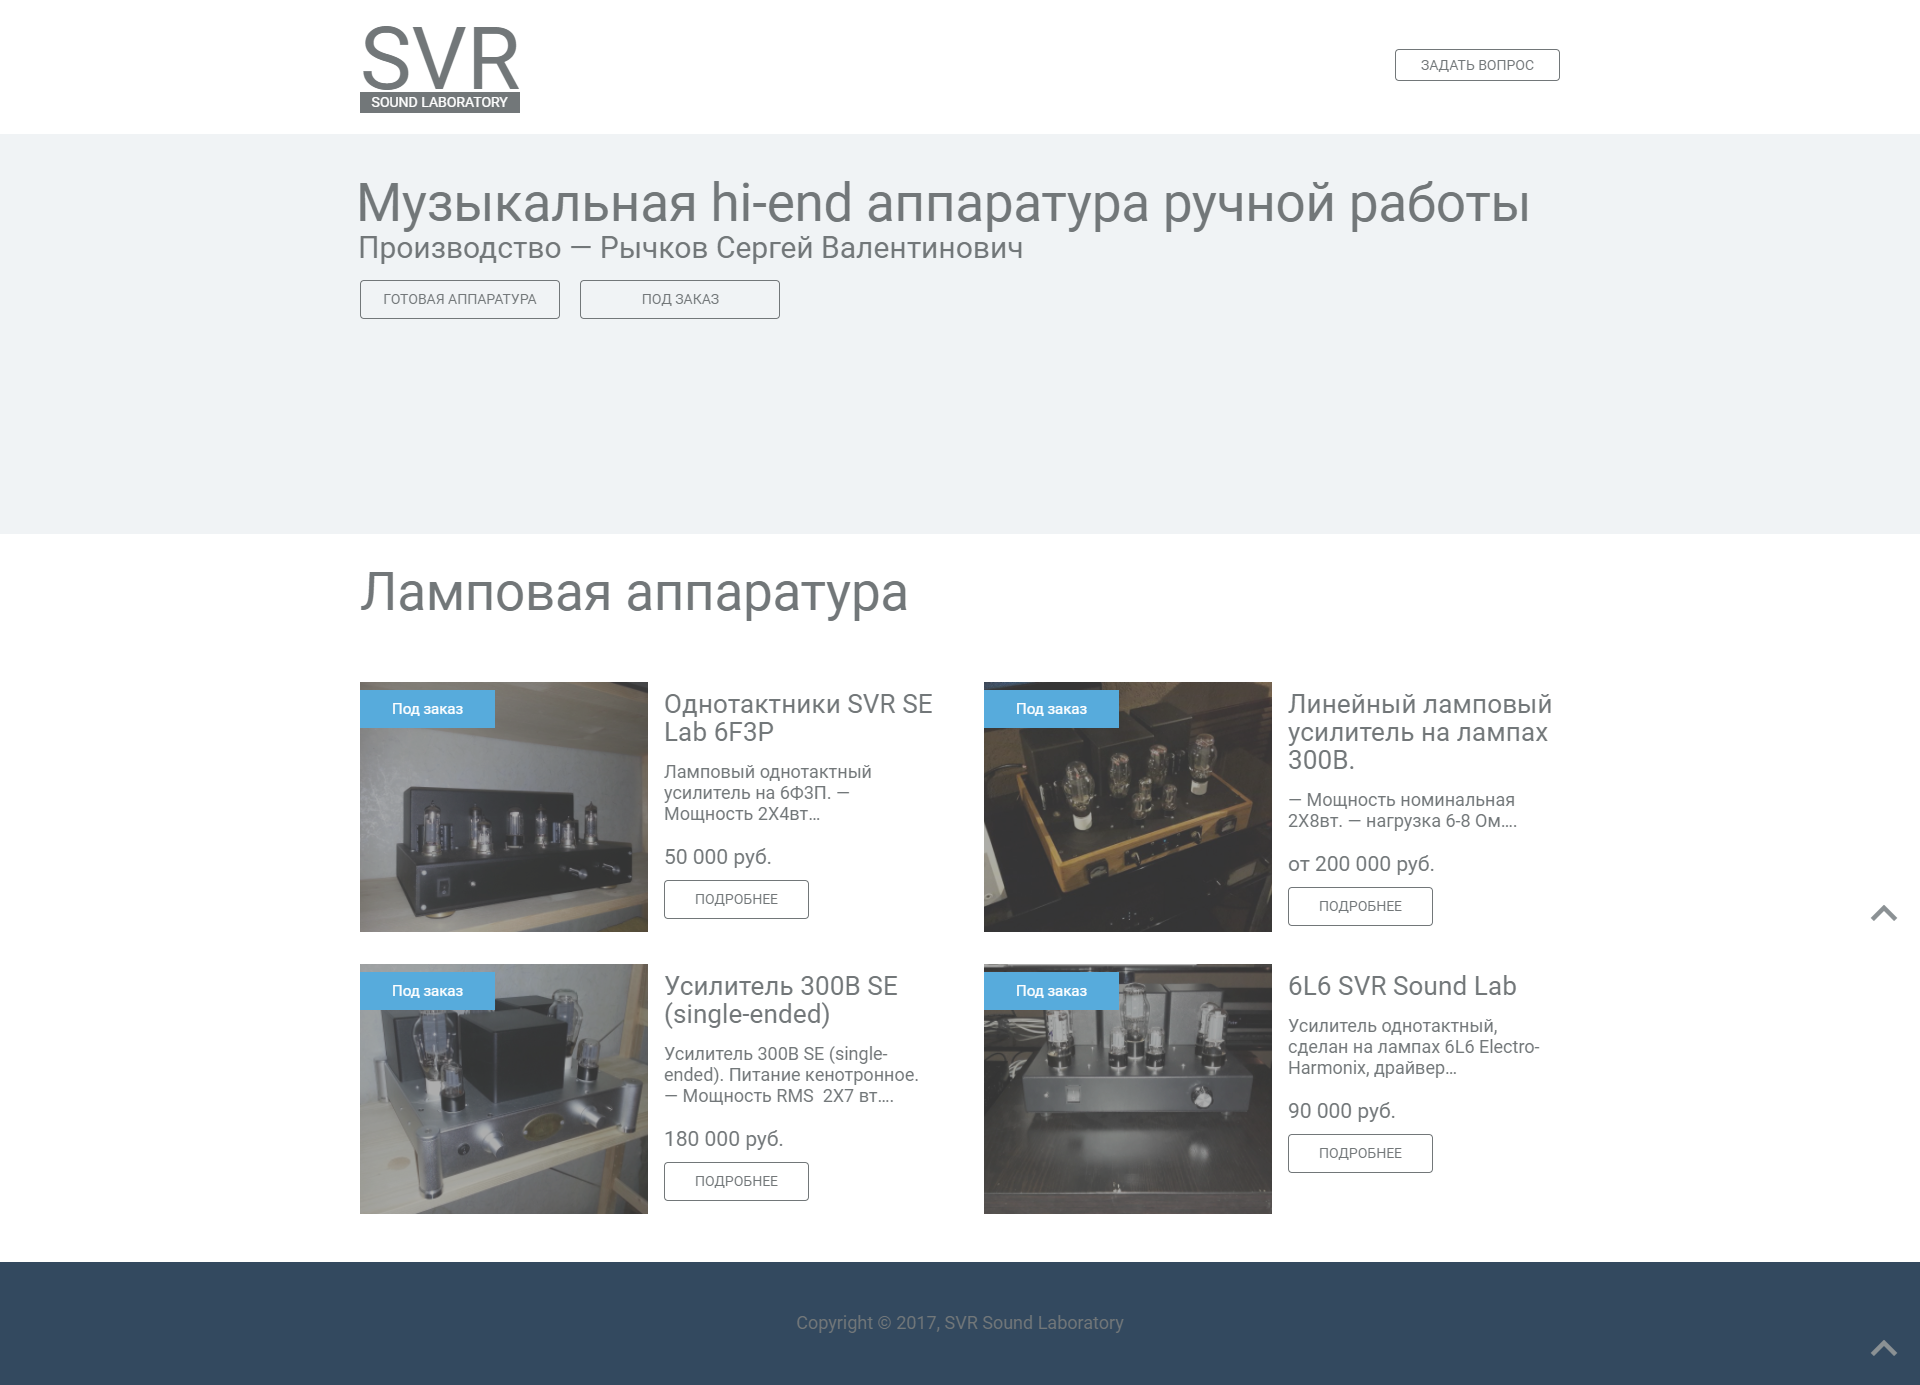 SVR
SOUND LABORATORY
ЗАДАТЬ ВОПРОС
Музыкальная hi-end аппаратура ручной работы
Производство — Рычков Сергей Валентинович
ГОТОВАЯ АППАРАТУРА
ПОД ЗАКАЗ
Ламповая аппаратура
Под заказ
Однотактники SVR SE
Lab 6F3P
Ламповый однотактный
усилитель на 6Ф3П. —
Мощность 2Х4вт...
50 000 руб.
ПОДРОБНЕЕ
Под заказ
Линейный ламповый
усилитель на лампах
300В.
— Мощность номинальная
2Х8вт. — нагрузка 6-8 Ом....
от 200 000 руб.
ПОДРОБНЕЕ
Под заказ
Усилитель 300B SE
(single-ended)
Усилитель 300B SE (single-
ended). Питание кенотронное.
— Мощность RMS  2X7 вт....
180 000 руб.
ПОДРОБНЕЕ
Под заказ
6L6 SVR Sound Lab
Усилитель однотактный,
сделан на лампах 6L6 Electro-
Harmonix, драйвер...
90 000 руб.
ПОДРОБНЕЕ
Copyright © 2017, SVR Sound Laboratory